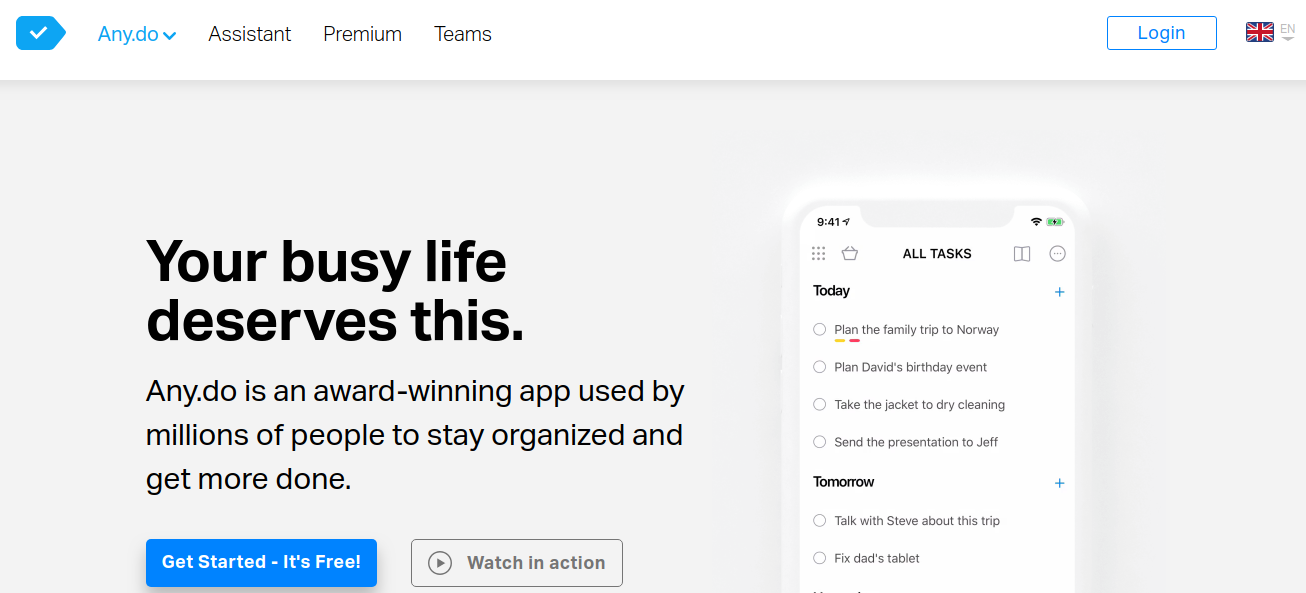 Any.do Assistant Premium Teams Login EN
Your busy life
deserves this.
Any.do is an award-winning app used by
millions of people to stay organized and
get more done.
Get Started - It's Free! Watch in action
9:41
ALL TASKS
Today +
Plan the family trip to Norway
Plan David's birthday event
Take the jacket to dry cleaning
Send the presentation to Jeff
Tomorrow +
Talk with Steve about this trip
Fix dad's tablet